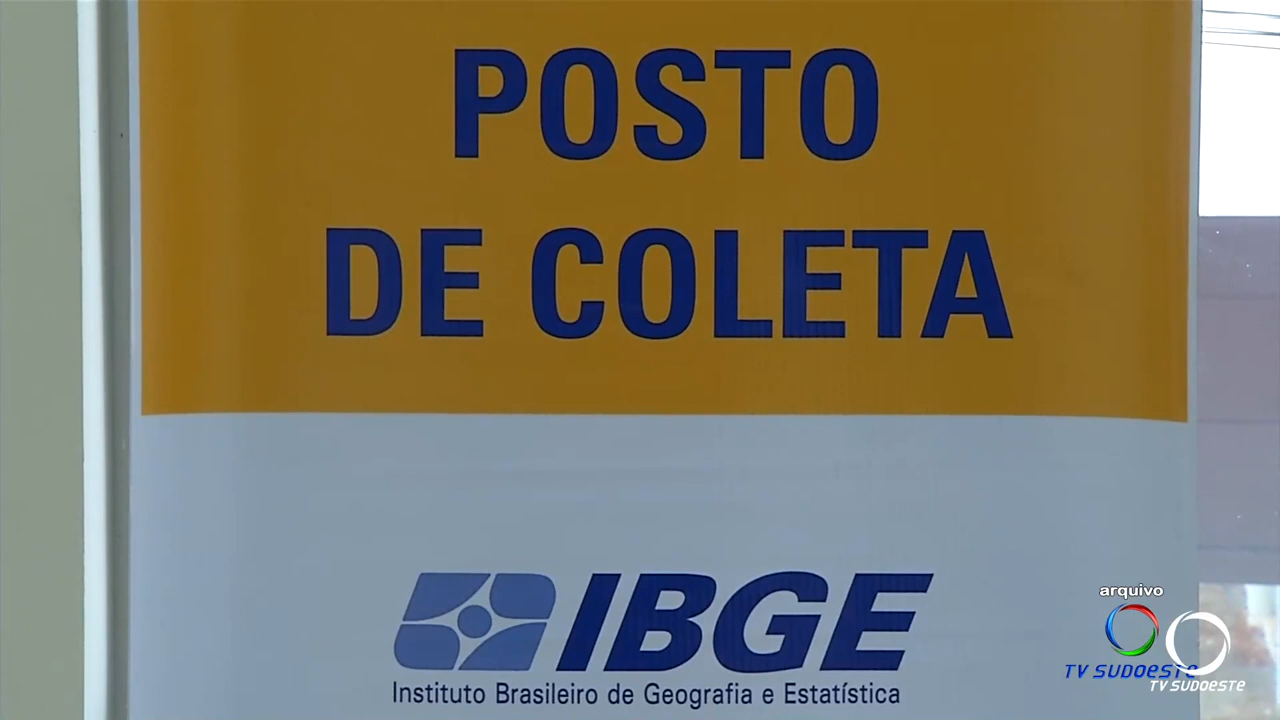 POSTO
DE COLETA
IBGE
Instituto Brasileiro de Geografia e Estatística
arquivo
TV SUDOESTE
TV SUDOESTE